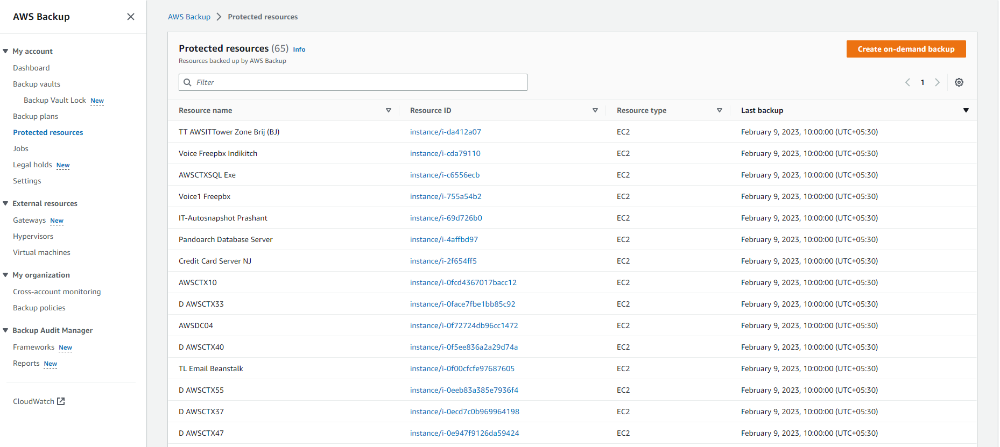 AWS Backup
My account
Dashboard
Backup vaults
Backup Vault Lock New
Backup plans
Protected resources
Jobs
Legal holds New
Settings
External resources
Gateways New
Hypervisors
Virtual machines
My organization
Cross-account monitoring
Backup policies
Backup Audit Manager
Frameworks New
Reports New
CloudWatch
AWS Backup Protected resources
Protected resources (65) Info
Create on-demand backup
Resources backed up by AWS Backup
Filter
1
Resource name Resource ID Resource type Last backup
TT AWSITTower Zone Brij (BJ) instance/i-da412a07 EC2 February 9, 2023, 10:00:00 (UTC+05:30)
Voice Freepbx Indikitch instance/i-cda79110 EC2 February 9, 2023, 10:00:00 (UTC+05:30)
AWSCTXSQL Exe instance/i-c6556ecb EC2 February 9, 2023, 10:00:00 (UTC+05:30)
Voice1 Freepbx instance/i-755a54b2 EC2 February 9, 2023, 10:00:00 (UTC+05:30)
IT-Autosnapshot Prashant instance/i-69d726b0 EC2 February 9, 2023, 10:00:00 (UTC+05:30)
Pandoarch Database Server instance/i-4affbd97 EC2 February 9, 2023, 10:00:00 (UTC+05:30)
Credit Card Server NJ instance/i-2f654ff5 EC2 February 9, 2023, 10:00:00 (UTC+05:30)
AWSCTX10 instance/i-0fcd4367017bacc12 EC2 February 9, 2023, 10:00:00 (UTC+05:30)
D AWSCTX33 instance/i-0face7fbe1bb85c92 EC2 February 9, 2023, 10:00:00 (UTC+05:30)
AWSDC04 instance/i-0f72724db96cc1472 EC2 February 9, 2023, 10:00:00 (UTC+05:30)
D AWSCTX40 instance/i-0f5ee836a2a29d74a EC2 February 9, 2023, 10:00:00 (UTC+05:30)
TL Email Beanstalk instance/i-0f00cfcfe97687605 EC2 February 9, 2023, 10:00:00 (UTC+05:30)
D AWSCTX55 instance/i-0eeb83a385e7936f4 EC2 February 9, 2023, 10:00:00 (UTC+05:30)
D AWSCTX37 instance/i-0ecd7c0b969964198 EC2 February 9, 2023, 10:00:00 (UTC+05:30)
D AWSCTX47 instance/i-0e947f9126da59424 EC2 February 9, 2023, 10:00:00 (UTC+05:30)